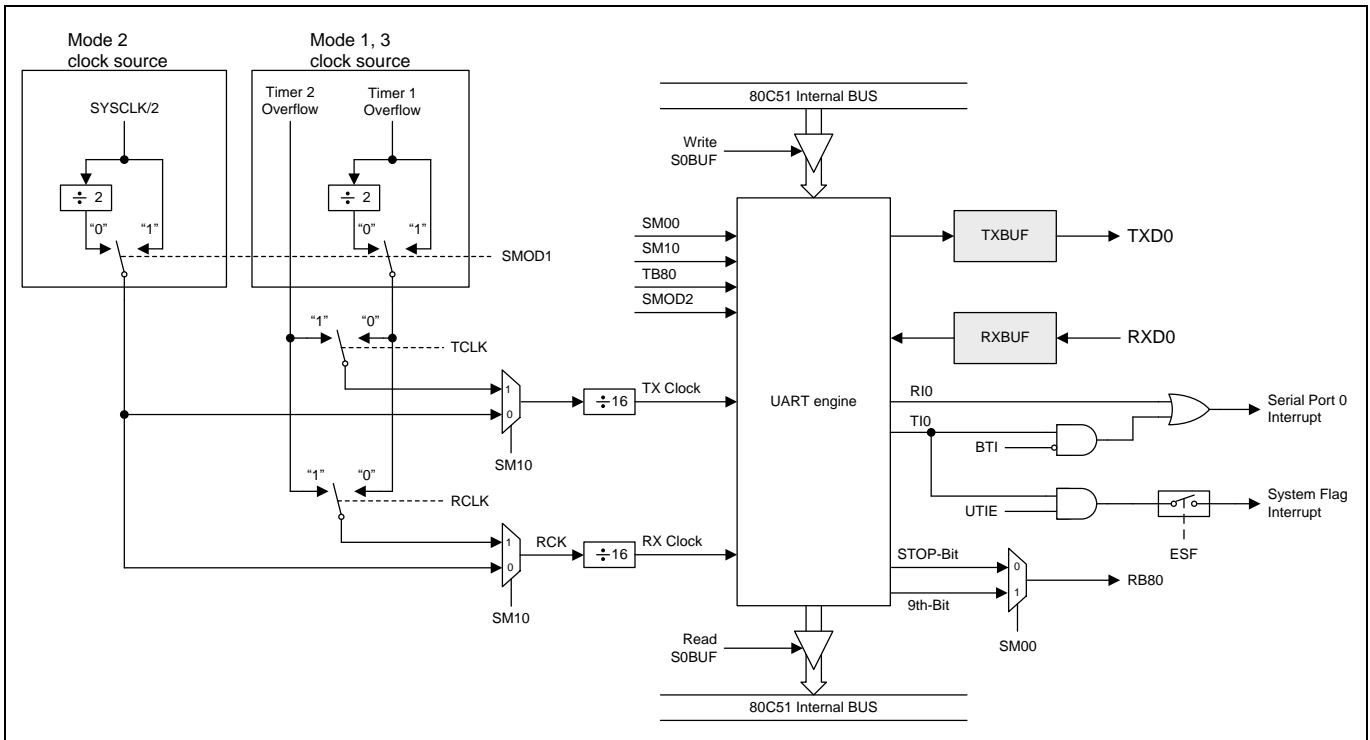 Mode 2
clock source
Mode 1, 3
clock source
SYSCLK/2
Timer 2
Overflow
Timer 1
Overflow
÷ 2
÷ 2
“0”
“1”
“0”
“1”
SMOD1
“1”
“0”
TCLK
1
0
SM10
÷16
TX Clock
“1”
“0”
RCLK
1
0
SM10
RCK
÷16
RX Clock
80C51 Internal BUS
Write
S0BUF
SM00
SM10
TB80
SMOD2
UART engine
TXBUF
TXD0
RXBUF
RXD0
RI0
TI0
BTI
Serial Port 0
Interrupt
UTIE
ESF
System Flag
Interrupt
STOP-Bit
9th-Bit
0
1
SM00
RB80
Read
S0BUF
80C51 Internal BUS